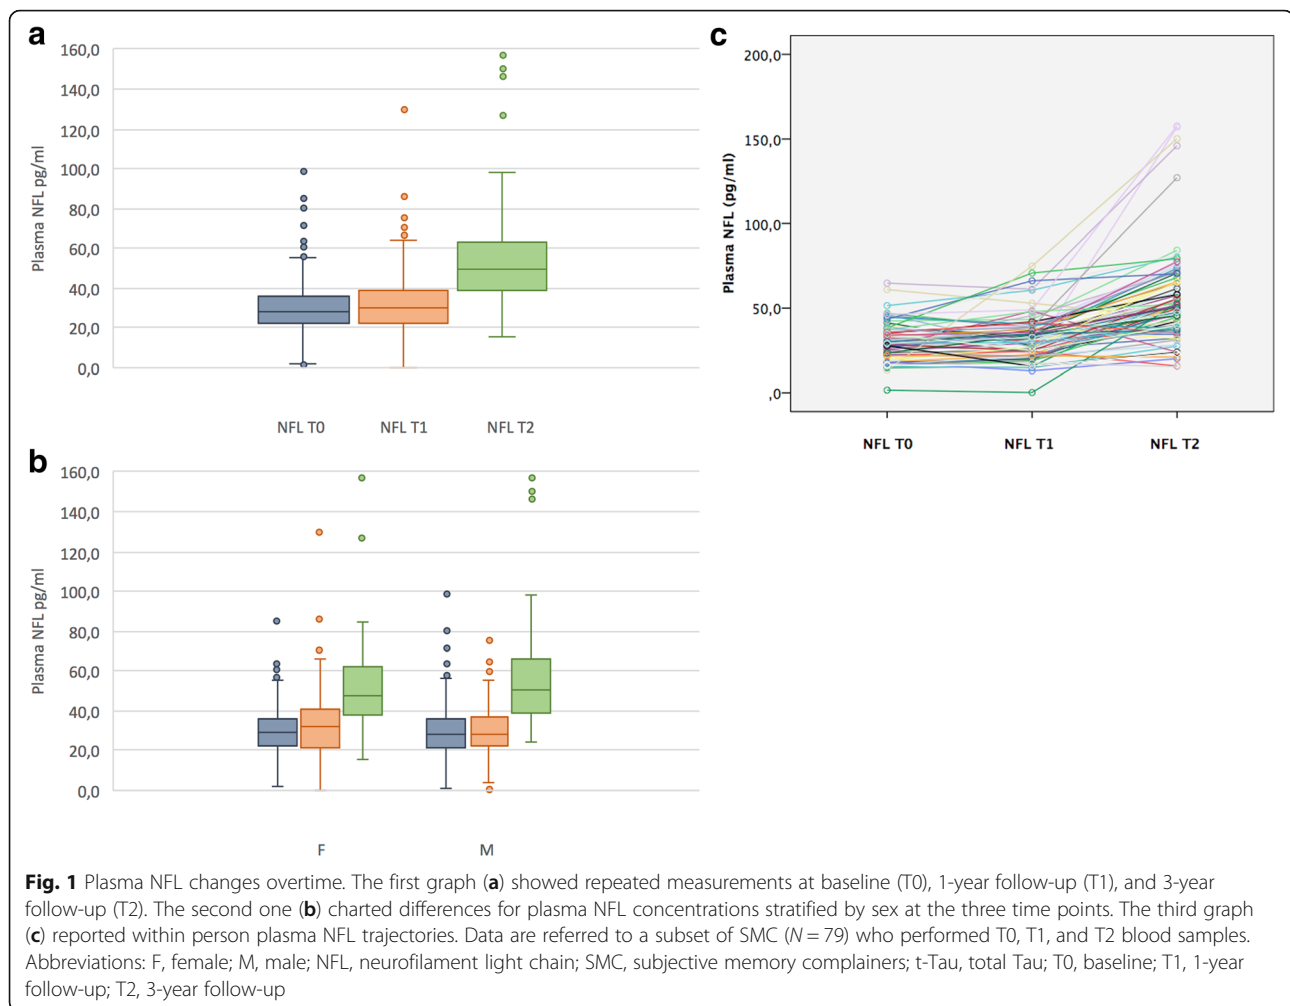 a
160,0
140,0
120,0
100,0
80,0
60,0
40,0
20,0
0,0
Plasma NFL pg/ml
NFL T0 NFL T1 NFL T2
b
160,0
140,0
120,0
100,0
80,0
60,0
40,0
20,0
0,0
Plasma NFL pg/ml
F M
c
200,0
150,0
100,0
50,0
,0
Plasma NFL (pg/ml)
NFL T0 NFL T1 NFL T2
Fig. 1 Plasma NFL changes overtime. The first graph (a) showed repeated measurements at baseline (T0), 1-year follow-up (T1), and 3-year
follow-up (T2). The second one (b) charted differences for plasma NFL concentrations stratified by sex at the three time points. The third graph
(c) reported within person plasma NFL trajectories. Data are referred to a subset of SMC (N = 79) who performed T0, T1, and T2 blood samples.
Abbreviations: F, female; M, male; NFL, neurofilament light chain; SMC, subjective memory complainers; t-Tau, total Tau; T0, baseline; T1, 1-year
follow-up; T2, 3-year follow-up